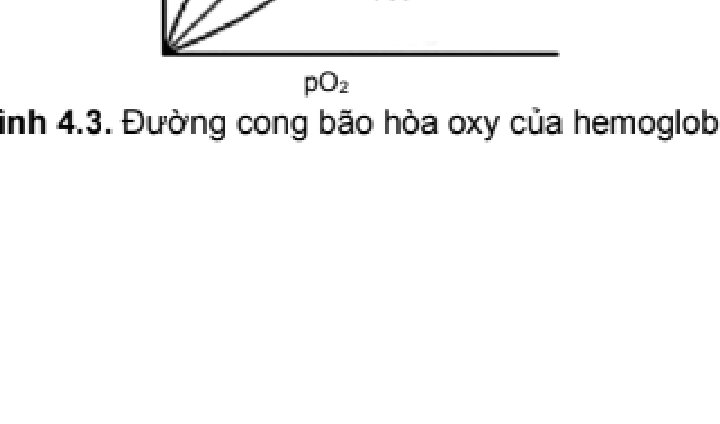 pO₂
inh 4.3. Đường cong bão hòa oxy của hemoglob